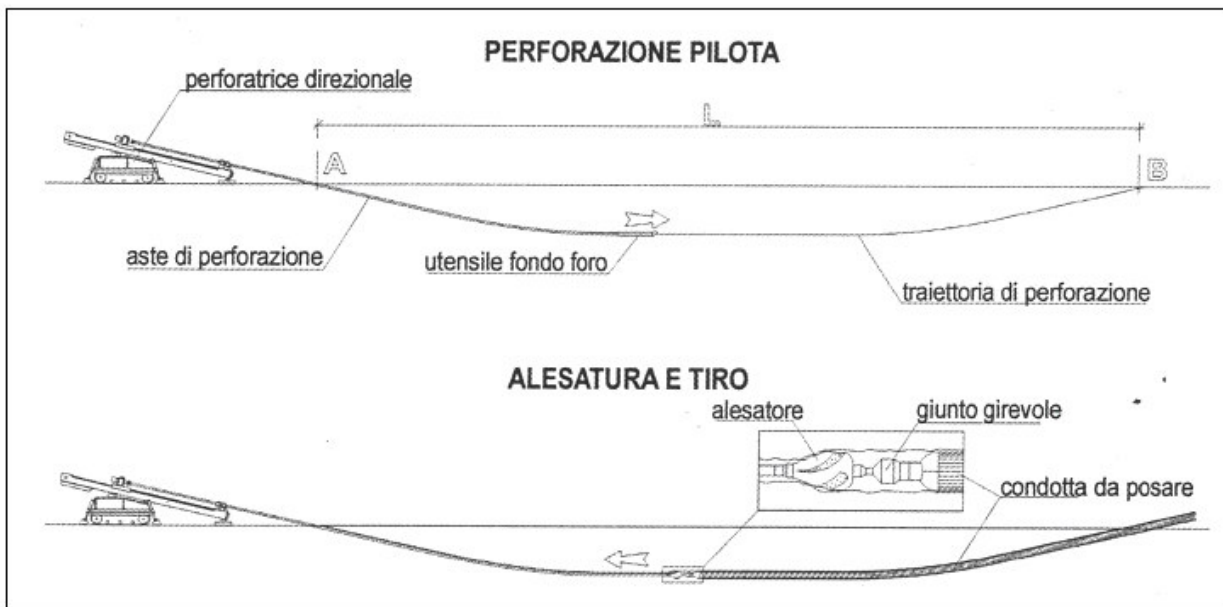 PERFORAZIONE PILOTA
perforatrice direzionale
L
A
B
aste di perforazione
utensile fondo foro
traiettoria di perforazione
ALESATURA E TIRO
alesatore
giunto girevole
condotta da posare